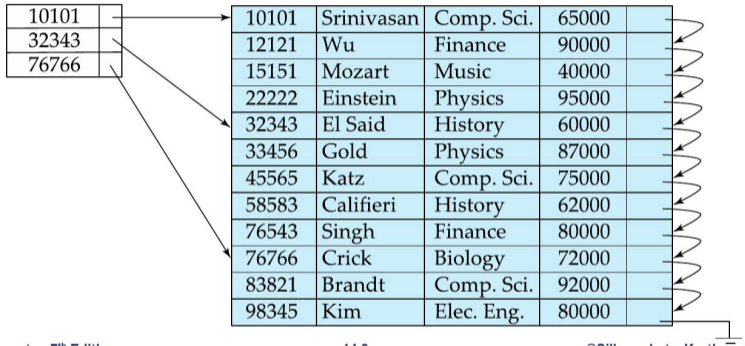 10101
32343
76766
10101 Srinivasan Comp. Sci. 65000
12121 Wu Finance 90000
15151 Mozart Music 40000
22222 Einstein Physics 95000
32343 El Said History 60000
33456 Gold Physics 87000
45565 Katz Comp. Sci. 75000
58583 Califieri History 62000
76543 Singh Finance 80000
76766 Crick Biology 72000
83821 Brandt Comp. Sci. 92000
98345 Kim Elec. Eng. 80000